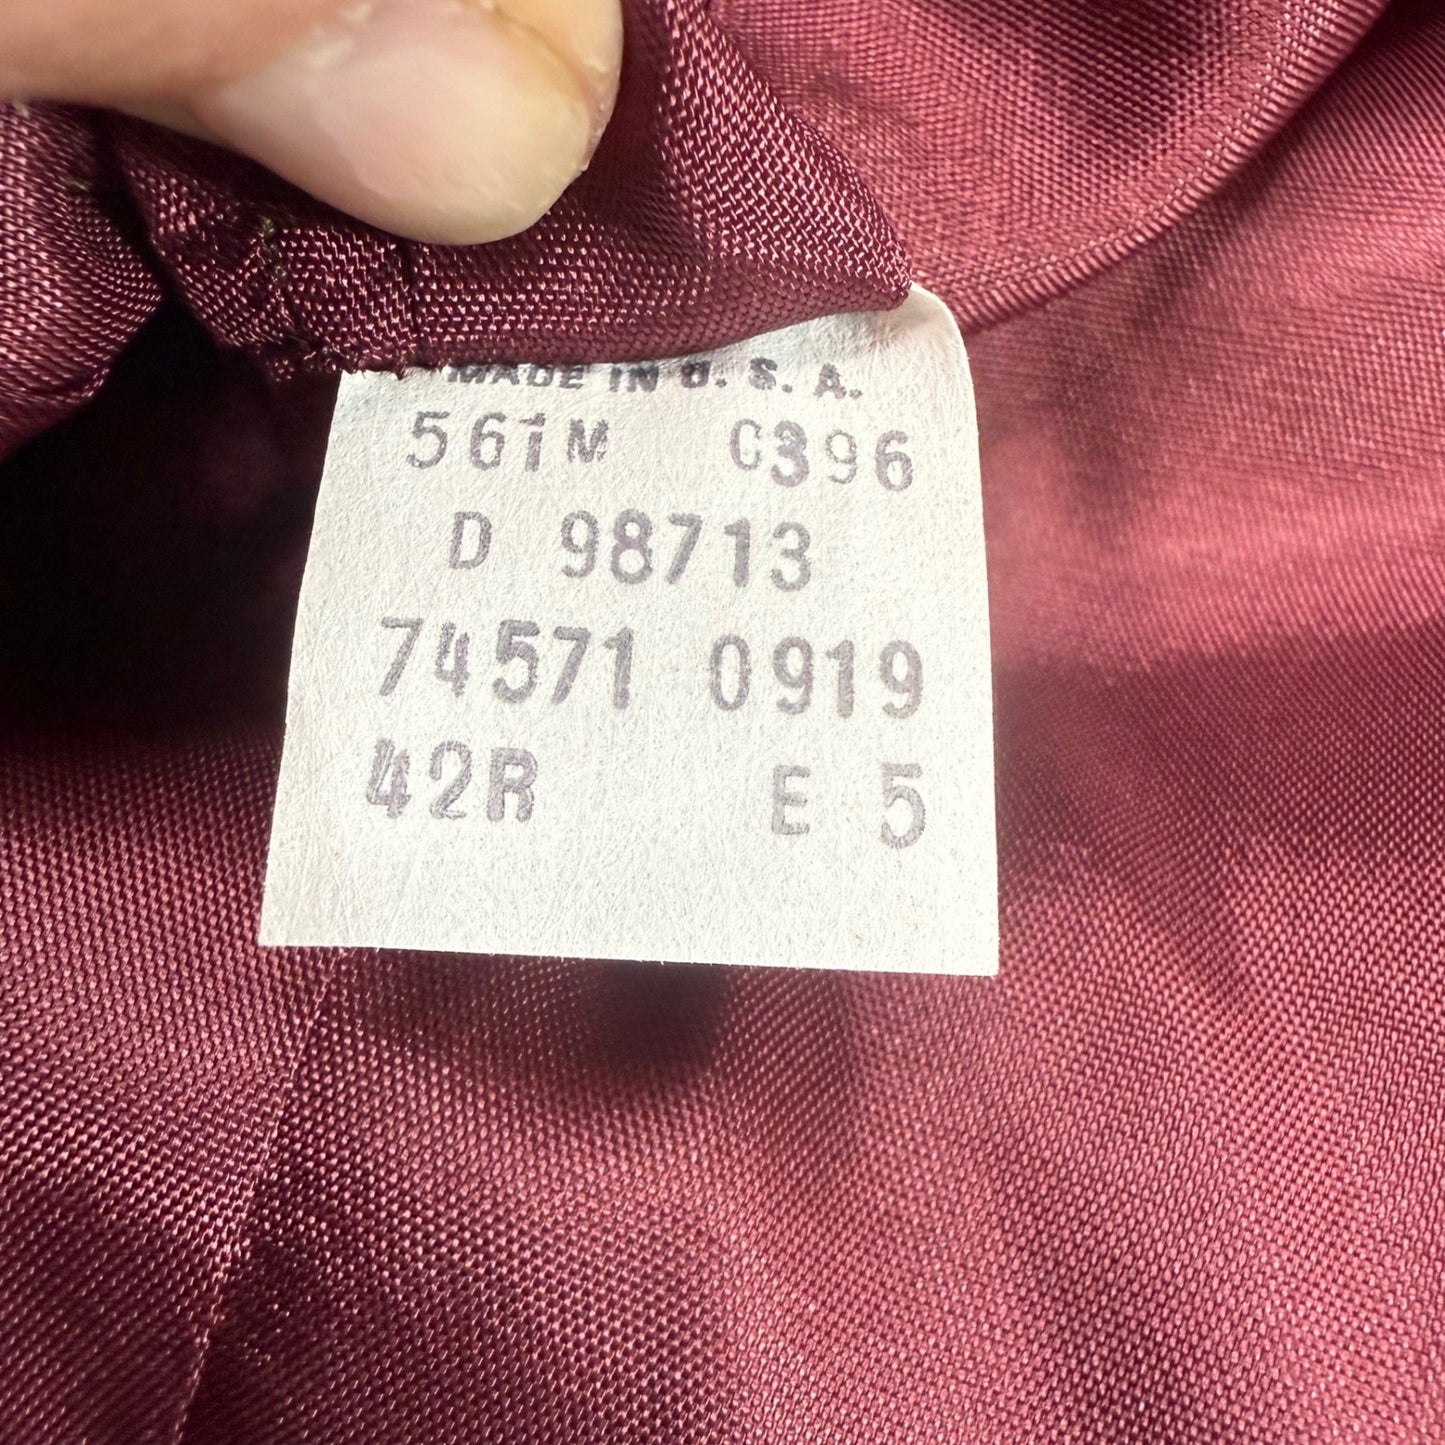 MADE IN U.S.A.
561M C396
D 98713
74571 0919
42R E 5